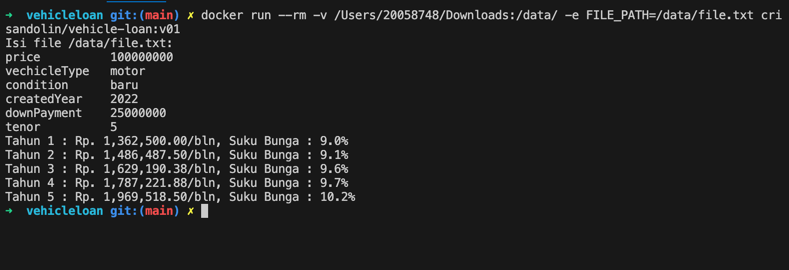 ➜  vehicleloan git:(main) ✗ docker run --rm -v /Users/20058748/Downloads:/data/ -e FILE_PATH=/data/file.txt cri
sandolin/vehicle-loan:v01
Isi file /data/file.txt:
price          100000000
vechicleType   motor
condition      baru
createdYear    2022
downPayment    25000000
tenor          5
Tahun 1 : Rp. 1,362,500.00/bln, Suku Bunga : 9.0%
Tahun 2 : Rp. 1,486,487.50/bln, Suku Bunga : 9.1%
Tahun 3 : Rp. 1,629,190.38/bln, Suku Bunga : 9.6%
Tahun 4 : Rp. 1,787,221.88/bln, Suku Bunga : 9.7%
Tahun 5 : Rp. 1,969,518.50/bln, Suku Bunga : 10.2%
➜  vehicleloan git:(main) ✗